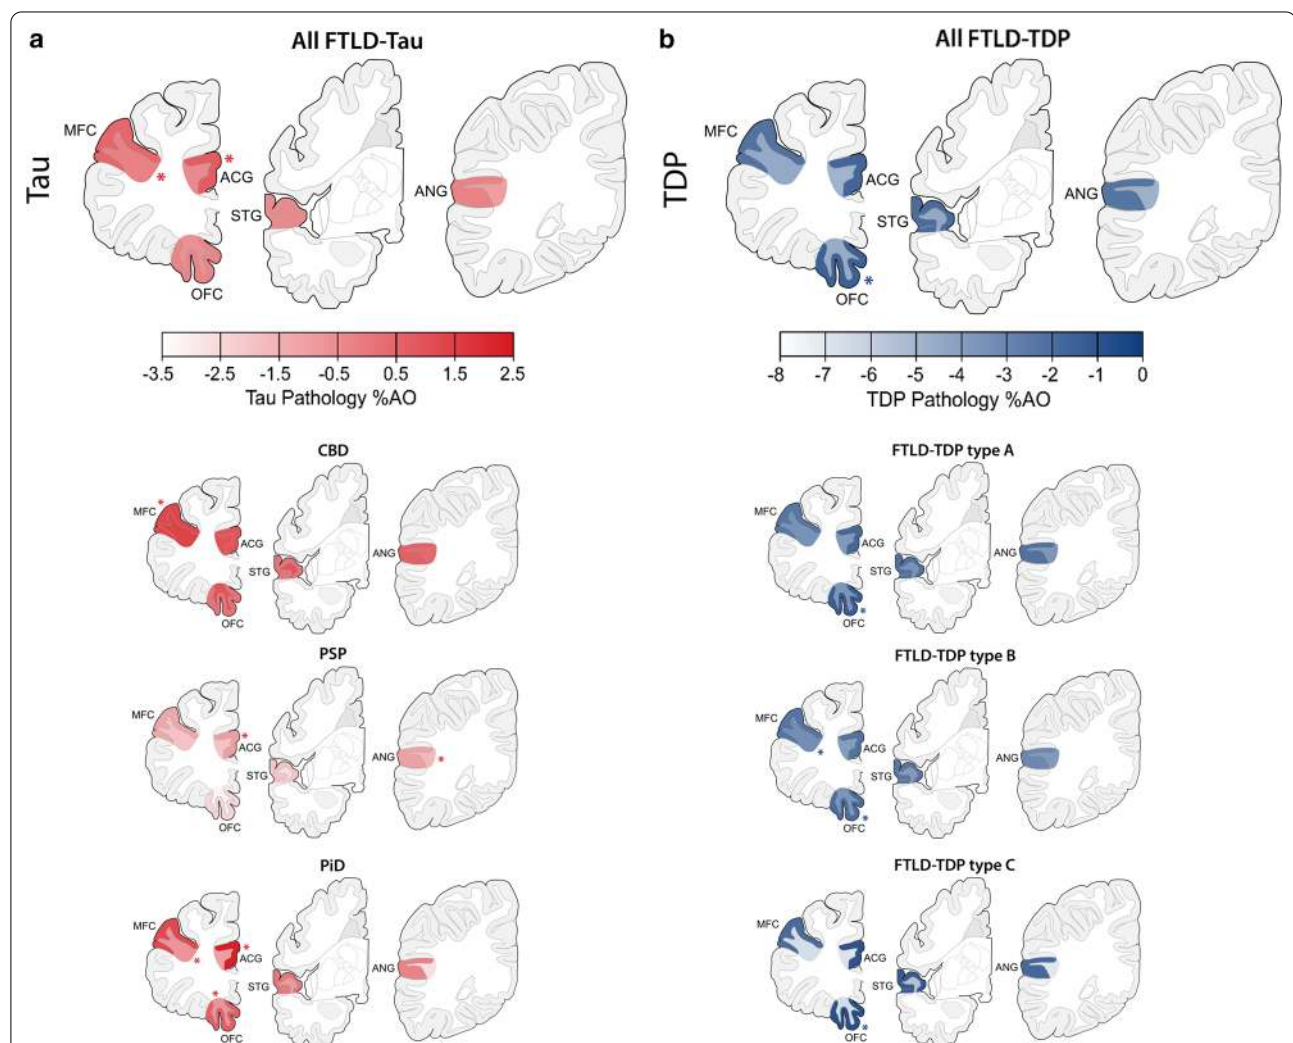 a
All FTLD-Tau
Tau
MFC
*
*
ACG
STG
OFC
ANG
-3.5 -2.5 -1.5 -0.5 0.5 1.5 2.5
Tau Pathology %AO
CBD
*
MFC
ACG
STG
OFC
ANG
PSP
MFC
*
ACG
STG
OFC
ANG
*
PiD
MFC
*
*
ACG
STG
*
OFC
ANG
b
All FTLD-TDP
TDP
MFC
ACG
STG
OFC
*
ANG
-8 -7 -6 -5 -4 -3 -2 -1 0
TDP Pathology %AO
FTLD-TDP type A
MFC
ACG
STG
OFC
*
ANG
FTLD-TDP type B
MFC
*
ACG
STG
OFC
*
ANG
FTLD-TDP type C
MFC
ACG
STG
OFC
*
ANG